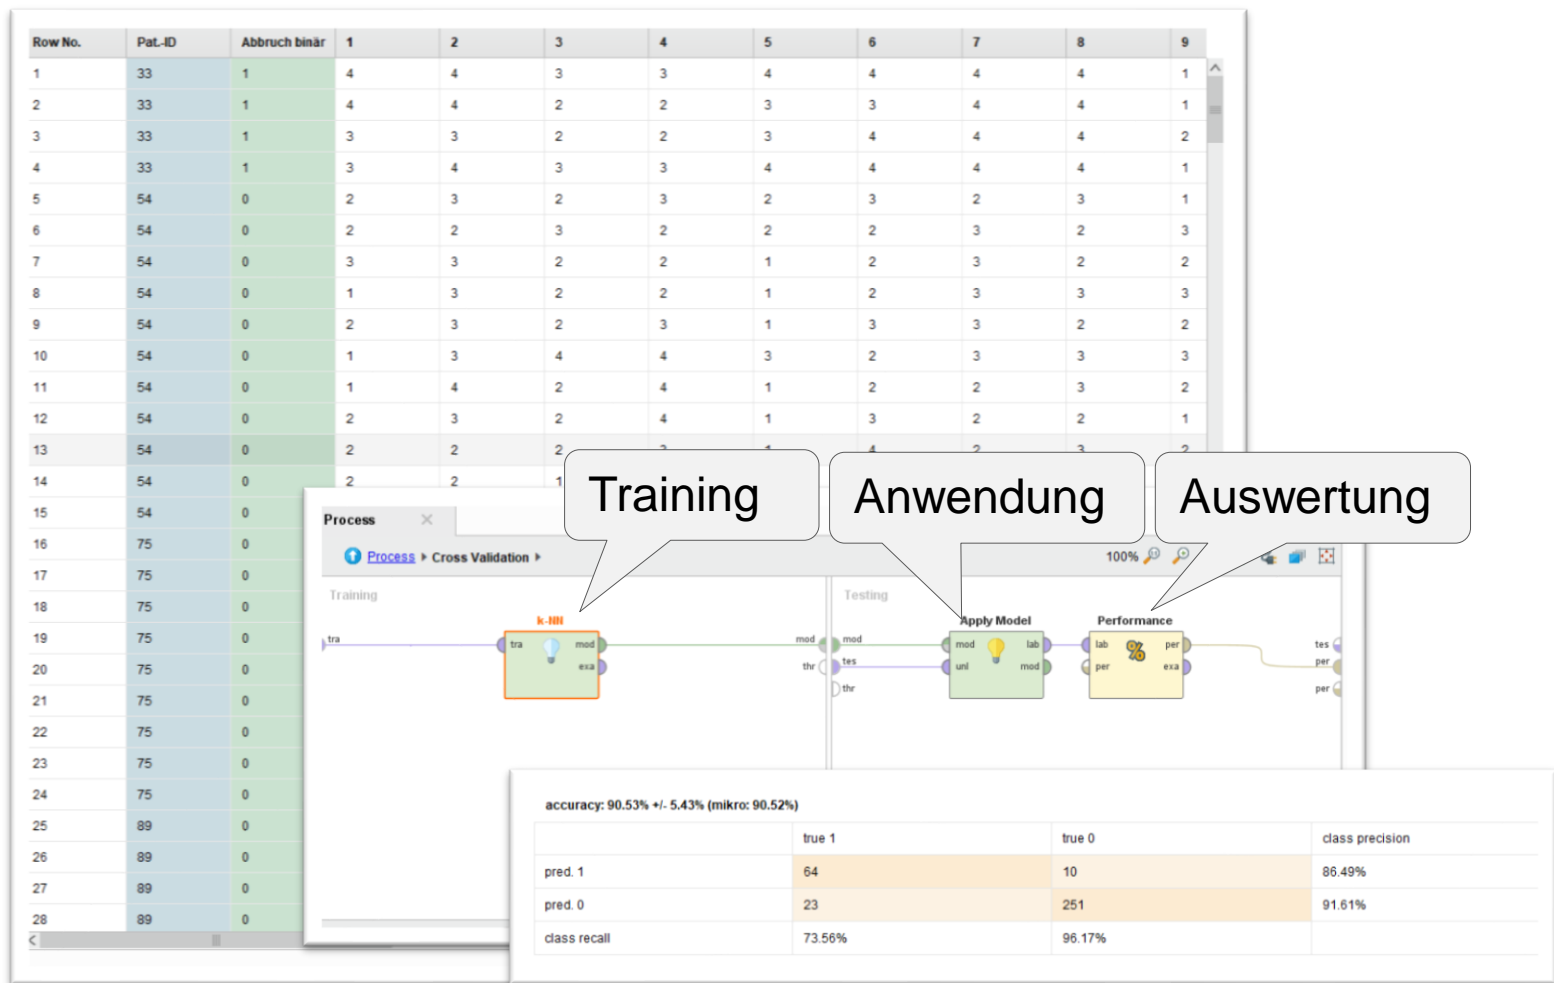 Row No. Pat.-ID Abbruch binär 1 2 3 4 5 6 7 8 9
1 33 1 4 4 3 3 4 4 4 4 1
2 33 1 4 4 2 2 3 3 4 4 1
3 33 1 3 3 2 2 3 4 4 4 2
4 33 1 3 4 3 3 4 4 4 4 1
5 54 0 2 3 2 3 2 3 2 3 1
6 54 0 2 2 3 2 2 2 3 2 3
7 54 0 3 3 2 2 1 2 3 2 2
8 54 0 1 3 2 2 1 2 3 3 3
9 54 0 2 3 2 3 1 3 3 2 2
10 54 0 1 3 4 4 3 2 3 3 3
11 54 0 1 4 2 4 1 2 2 3 2
12 54 0 2 3 2 4 1 3 2 2 1
13 54 0 2 2 2 3 1 4 2 3 2
14 54 0 2 2 1
15 54 0
16 75 0
17 75 0
18 75 0
19 75 0
20 75 0
21 75 0
22 75 0
23 75 0
24 75 0
25 89 0
26 89 0
27 89 0
28 89 0
Training Anwendung Auswertung
Process
Process Cross Validation 100%
Training Testing
k-NN Apply Model Performance
tra tra mod mod mod mod lab lab % per tes
exa thr tes unl mod per exa per
thr per
accuracy: 90.53% +/- 5.43% (mikro: 90.52%)
true 1 true 0 class precision
pred. 1 64 10 86.49%
pred. 0 23 251 91.61%
class recall 73.56% 96.17%